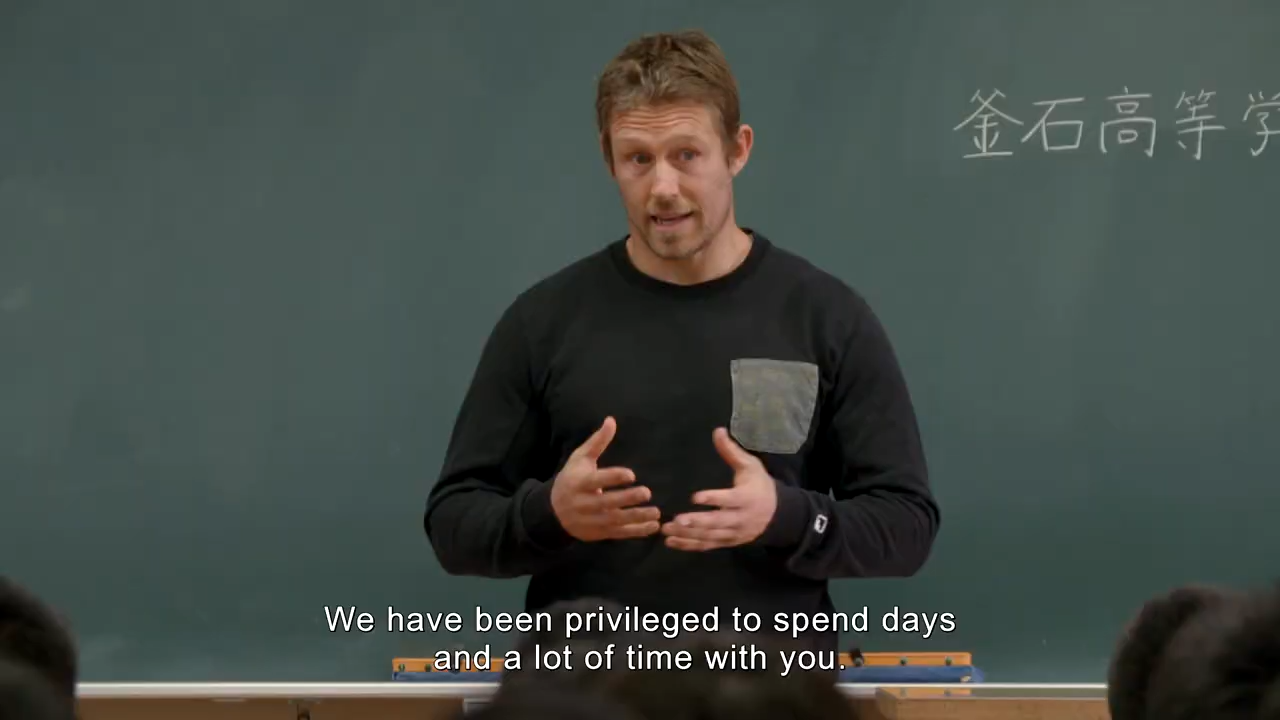 釜石高等学
We have been privileged to spend days
and a lot of time with you.